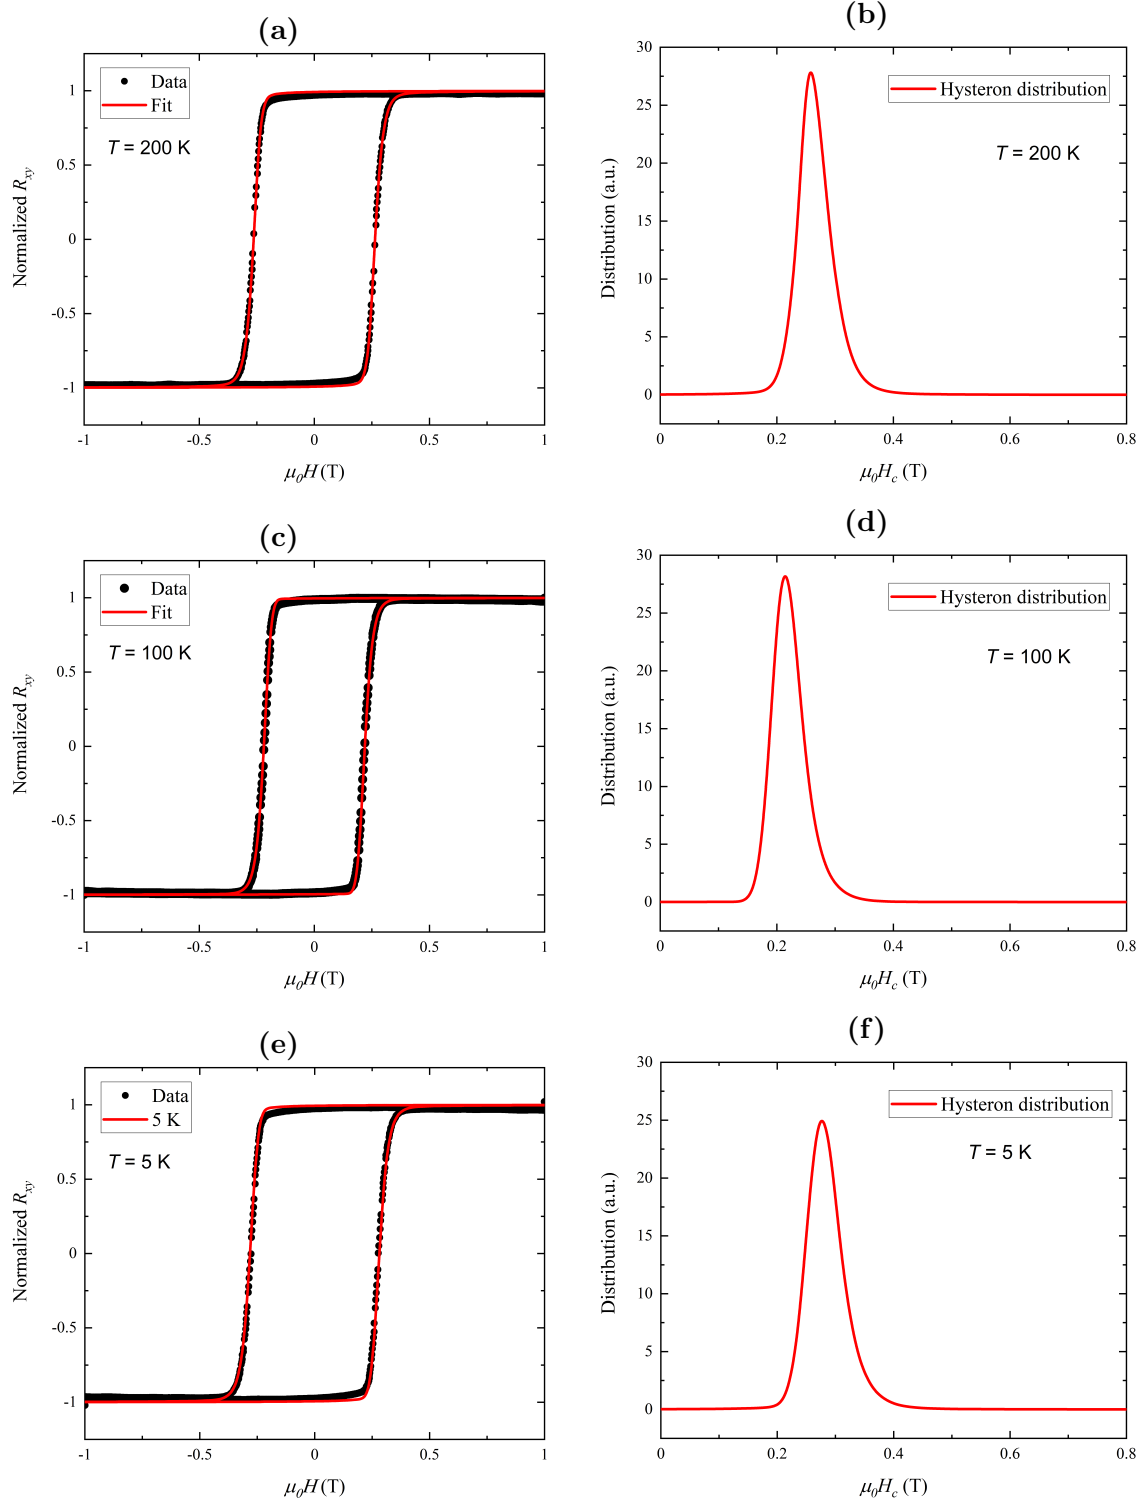 (a)
Data
Fit
T = 200 K
1
0.5
0
-0.5
-1
Normalized Rxy
-1 -0.5 0 0.5 1
μ0H (T)
(b)
Hysteron distribution
T = 200 K
30
25
20
15
10
5
0
Distribution (a.u.)
0 0.2 0.4 0.6 0.8
μ0Hc (T)
(c)
Data
Fit
T = 100 K
1
0.5
0
-0.5
-1
Normalized Rxy
-1 -0.5 0 0.5 1
μ0H (T)
(d)
Hysteron distribution
T = 100 K
30
25
20
15
10
5
0
Distribution (a.u.)
0 0.2 0.4 0.6 0.8
μ0Hc (T)
(e)
Data
5 K
T = 5 K
1
0.5
0
-0.5
-1
Normalized Rxy
-1 -0.5 0 0.5 1
μ0H (T)
(f)
Hysteron distribution
T = 5 K
30
25
20
15
10
5
0
Distribution (a.u.)
0 0.2 0.4 0.6 0.8
μ0Hc (T)